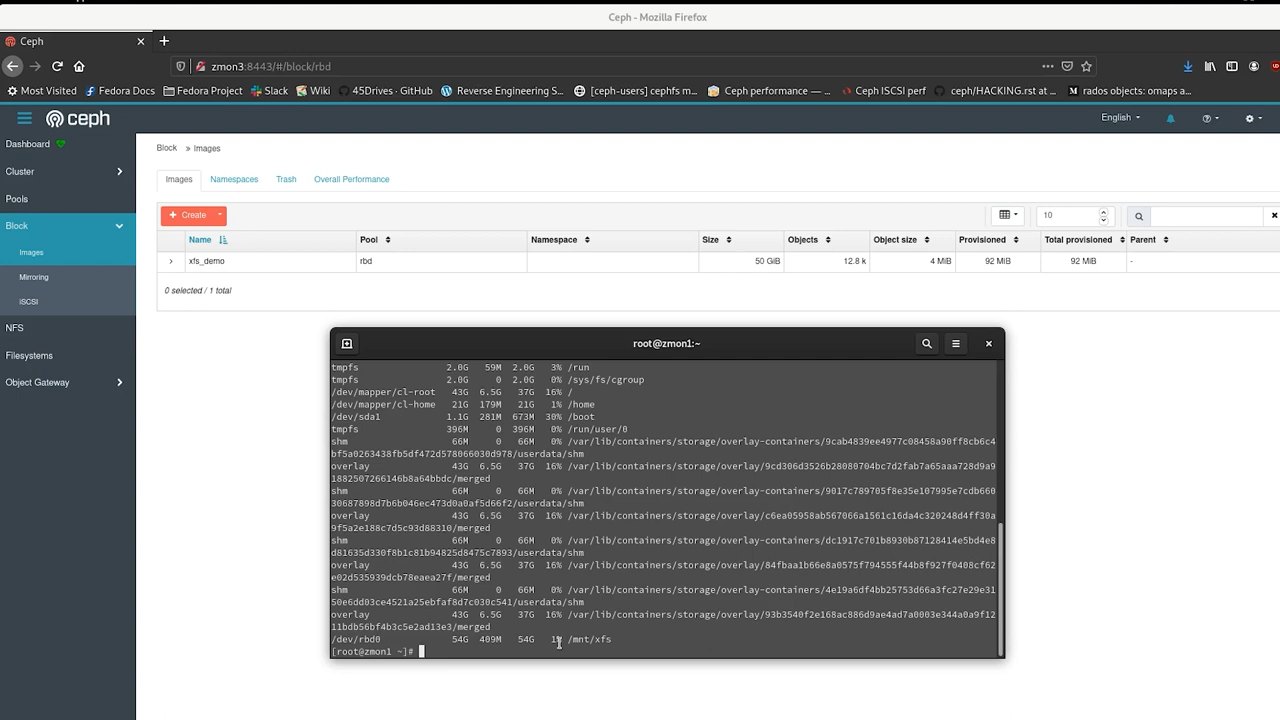 Ceph - Mozilla Firefox
Ceph
zmon3:8443/#/block/rbd
Most Visited Fedora Docs Fedora Project Slack Wiki 45Drives · GitHub Reverse Engineering S... [ceph-users] cephfs m... Ceph performance —... Ceph ISCSI perf ceph/HACKING.rst at ... rados objects: omaps a...
ceph
English
Dashboard
Cluster
Pools
Block
Images
Mirroring
iSCSI
NFS
Filesystems
Object Gateway
Block » Images
Images Namespaces Trash Overall Performance
+ Create 10
Name Pool Namespace Size Objects Object size Provisioned Total provisioned Parent
xfs_demo rbd 50 GiB 12.8 k 4 MiB 92 MiB 92 MiB -
0 selected / 1 total
root@zmon1:~
tmpfs 2.0G 59M 2.0G 3% /run
tmpfs 2.0G 0 2.0G 0% /sys/fs/cgroup
/dev/mapper/cl-root 43G 6.5G 37G 16% /
/dev/mapper/cl-home 21G 179M 21G 1% /home
/dev/sda1 1.1G 281M 673M 30% /boot
tmpfs 396M 0 396M 0% /run/user/0
shm 66M 0 66M 0% /var/lib/containers/storage/overlay-containers/9cab4839ee4977c08458a90ff8cb6c4
bf5a0263438fb5df472d578066030d978/userdata/shm
overlay 43G 6.5G 37G 16% /var/lib/containers/storage/overlay/9cd306d3526b28080704bc7d2fab7a65aaa728d9a9
1882507266146b8a64bbdc/merged
shm 66M 0 66M 0% /var/lib/containers/storage/overlay-containers/9017c789705f8e35e107995e7cdb660
30687898d7b6b046ec473d0a0af5d66f2/userdata/shm
overlay 43G 6.5G 37G 16% /var/lib/containers/storage/overlay/c6ea05958ab567066a1561c16da4c320248d4ff30a
9f5a2e188c7d5c93d88310/merged
shm 66M 0 66M 0% /var/lib/containers/storage/overlay-containers/dc1917c701b8930b87128414e5bd4e8
d81635d330f8b1c81b94825d8475c7893/userdata/shm
overlay 43G 6.5G 37G 16% /var/lib/containers/storage/overlay/84fbaa1b66e8a0575f794555f44b8f927f0408cf62
e02d535939dcb78eaea27f/merged
shm 66M 0 66M 0% /var/lib/containers/storage/overlay-containers/4e19a6df4bb25753d66a3fc27e29e31
50e6dd03ce4521a25ebfaf8d7c030c541/userdata/shm
overlay 43G 6.5G 37G 16% /var/lib/containers/storage/overlay/93b3540f2e168ac886d9ae4ad7a0003e344a0a9f12
11bdb56bf4b3c5e2ad13e3/merged
/dev/rbd0 54G 409M 54G 1% /mnt/xfs
[root@zmon1 ~]#